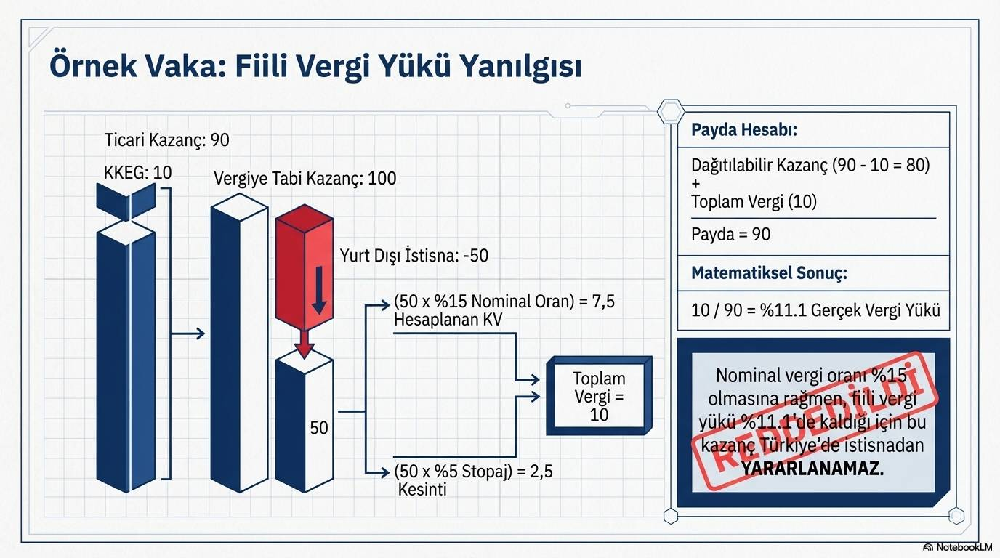 Örnek Vaka: Fiili Vergi Yükü Yanılgısı
Ticari Kazanç: 90
KKEG: 10
Vergiye Tabi Kazanç: 100
Yurt Dışı İstisna: -50
50
(50 x %15 Nominal Oran) = 7,5
Hesaplanan KV
(50 x %5 Stopaj) = 2,5
Kesinti
Toplam
Vergi =
10
Payda Hesabı:
Dağıtılabilir Kazanç (90 - 10 = 80)
+
Toplam Vergi (10)
Payda = 90
Matematiksel Sonuç:
10 / 90 = %11.1 Gerçek Vergi Yükü
Nominal vergi oranı %15
olmasına rağmen, fiili vergi
yükü %11.1'de kaldığı için bu
kazanç Türkiye'de istisnadan
YARARLANAMAZ.
REDDEDİLDİ
NotebookLM